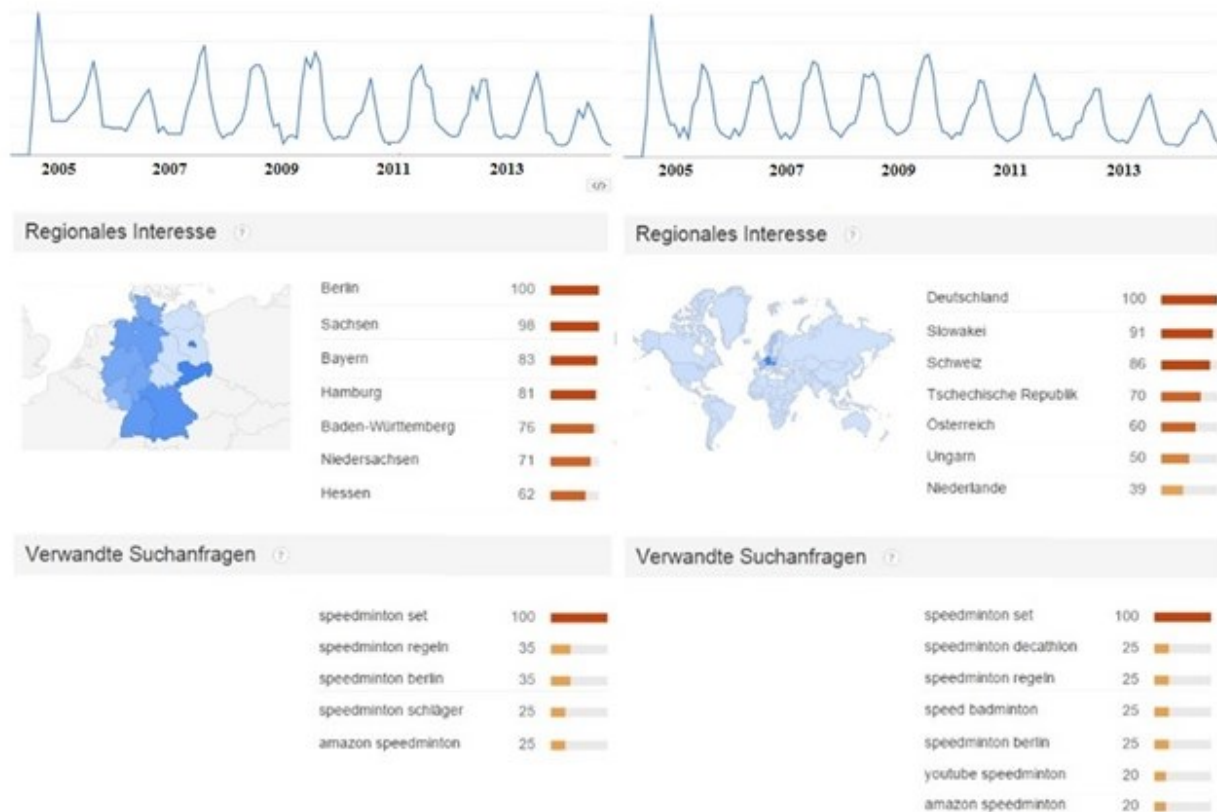 2005 2007 2009 2011 2013
2005 2007 2009 2011 2013
</>
Regionales Interesse ?
Berlin 100
Sachsen 98
Bayern 83
Hamburg 81
Baden-Württemberg 76
Niedersachsen 71
Hessen 62
Regionales Interesse ?
Deutschland 100
Slowakei 91
Schweiz 86
Tschechische Republik 70
Österreich 60
Ungarn 50
Niederlande 39
Verwandte Suchanfragen ?
speedminton set 100
speedminton regeln 35
speedminton berlin 35
speedminton schläger 25
amazon speedminton 25
Verwandte Suchanfragen ?
speedminton set 100
speedminton decathlon 25
speedminton regeln 25
speed badminton 25
speedminton berlin 25
youtube speedminton 20
amazon speedminton 20